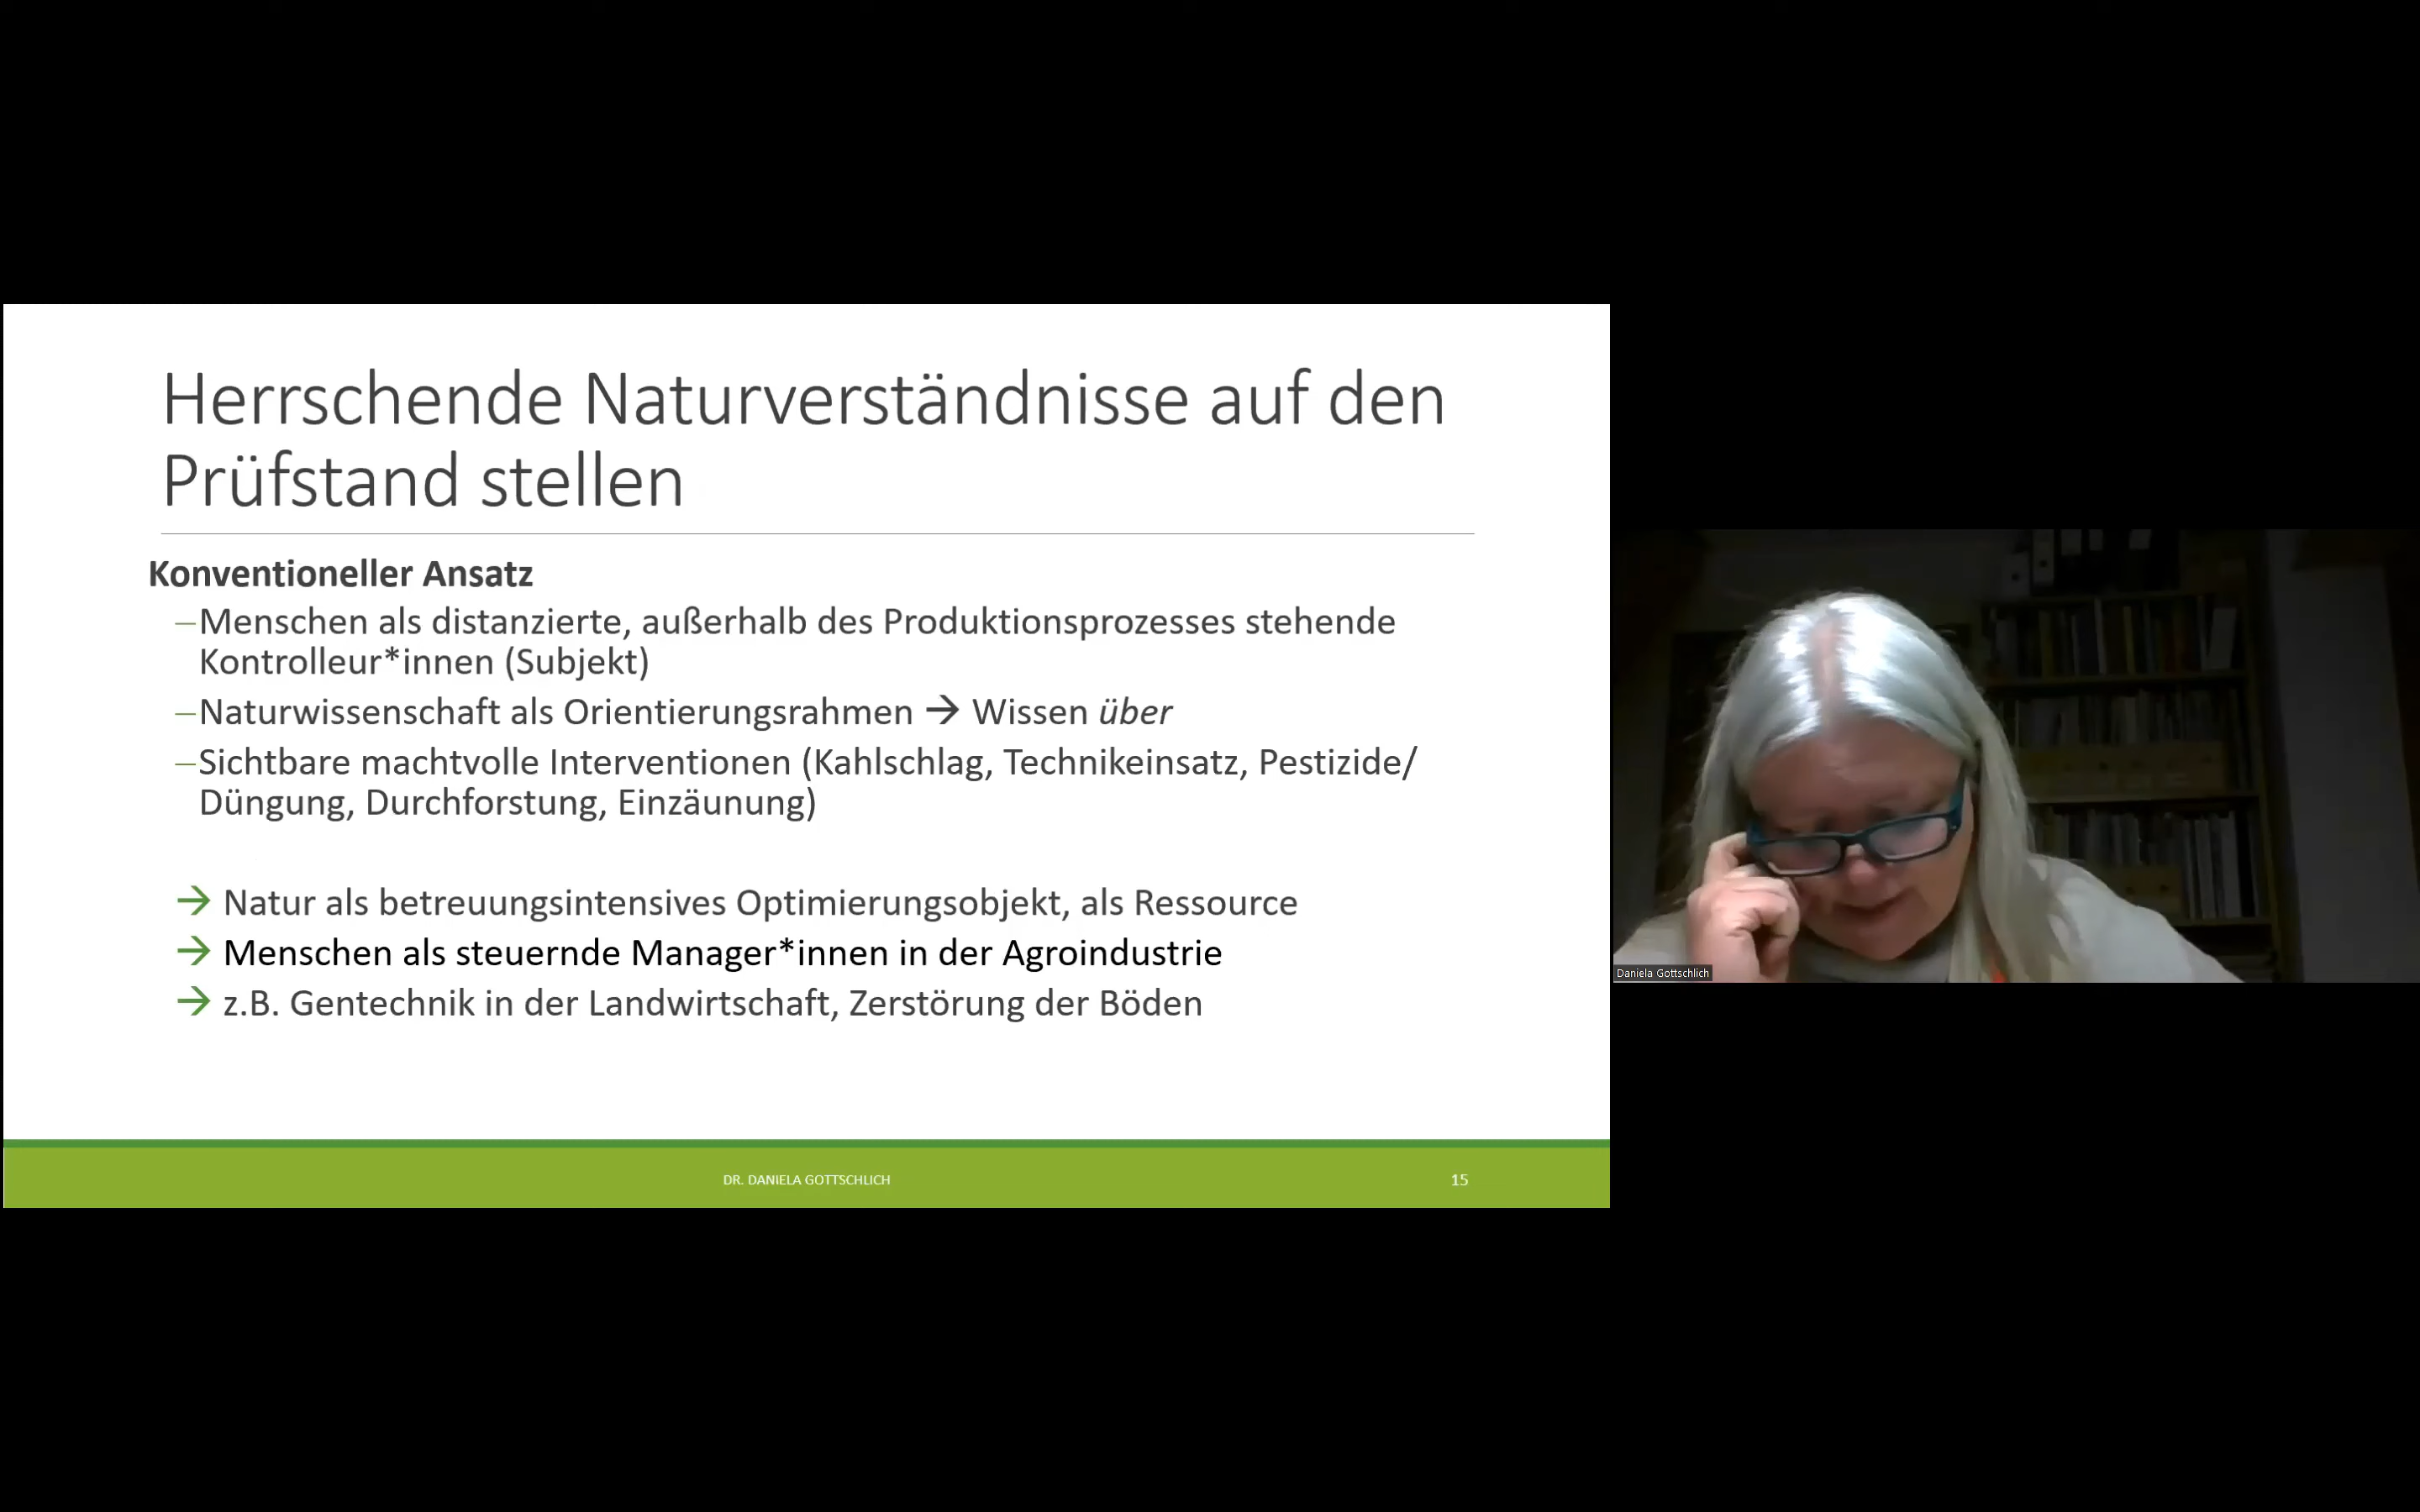 Herrschende Naturverständnisse auf den
Prüfstand stellen
Konventioneller Ansatz
–Menschen als distanzierte, außerhalb des Produktionsprozesses stehende
Kontrolleur*innen (Subjekt)
–Naturwissenschaft als Orientierungsrahmen → Wissen über
–Sichtbare machtvolle Interventionen (Kahlschlag, Technikeinsatz, Pestizide/
Düngung, Durchforstung, Einzäunung)
→ Natur als betreuungsintensives Optimierungsobjekt, als Ressource
→ Menschen als steuernde Manager*innen in der Agroindustrie
→ z.B. Gentechnik in der Landwirtschaft, Zerstörung der Böden
DR. DANIELA GOTTSCHLICH
15
Daniela Gottschlich